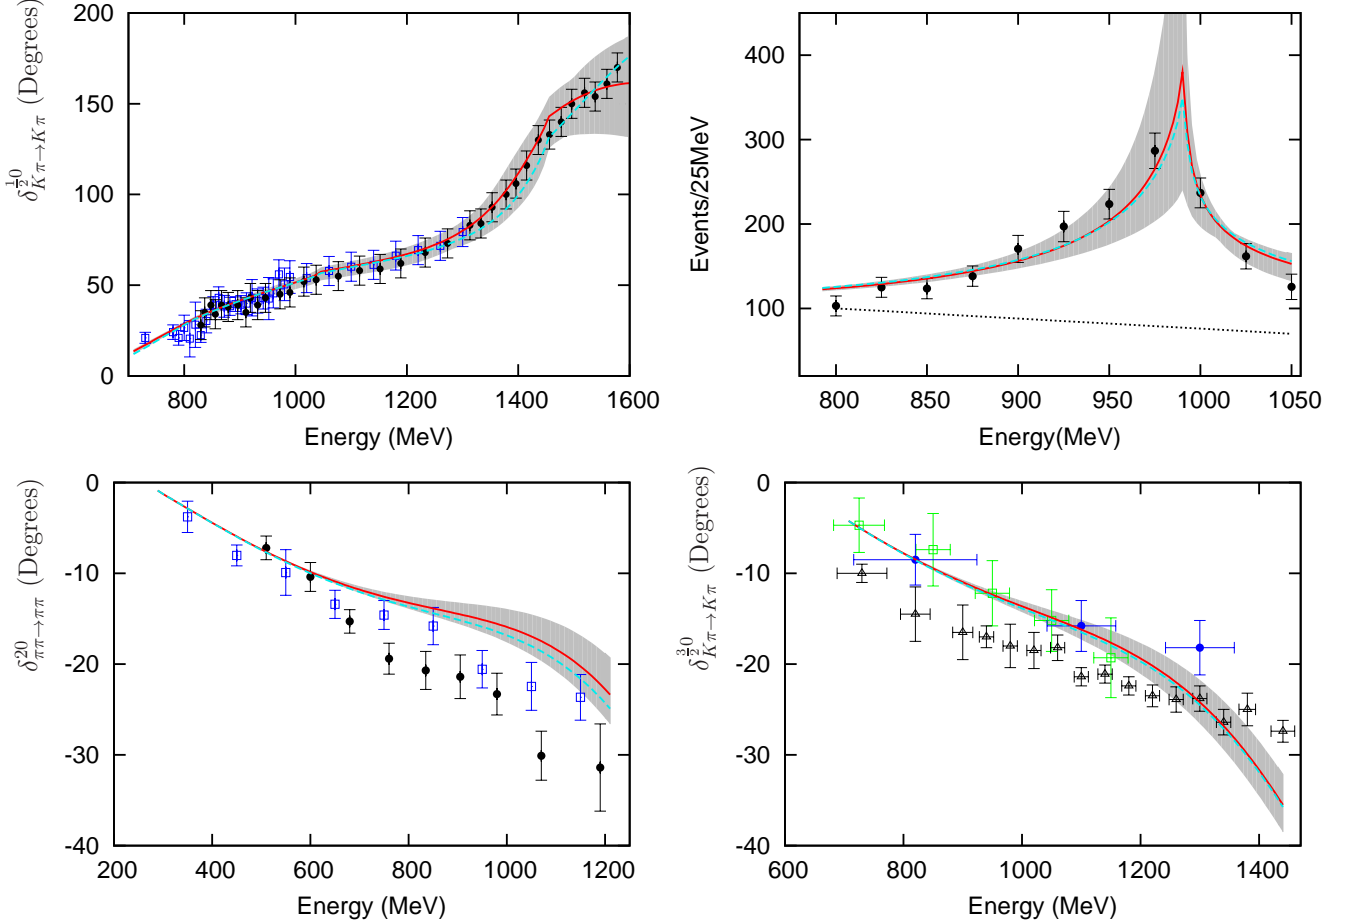 δ^{\frac{1}{2}0}_{Kπ→Kπ} (Degrees)
200
150
100
50
0
800 1000 1200 1400 1600
Energy (MeV)
Events/25MeV
400
300
200
100
800 850 900 950 1000 1050
Energy(MeV)
δ^{20}_{ππ→ππ} (Degrees)
0
-10
-20
-30
-40
200 400 600 800 1000 1200
Energy (MeV)
δ^{\frac{3}{2}0}_{Kπ→Kπ} (Degrees)
0
-10
-20
-30
-40
600 800 1000 1200 1400
Energy (MeV)